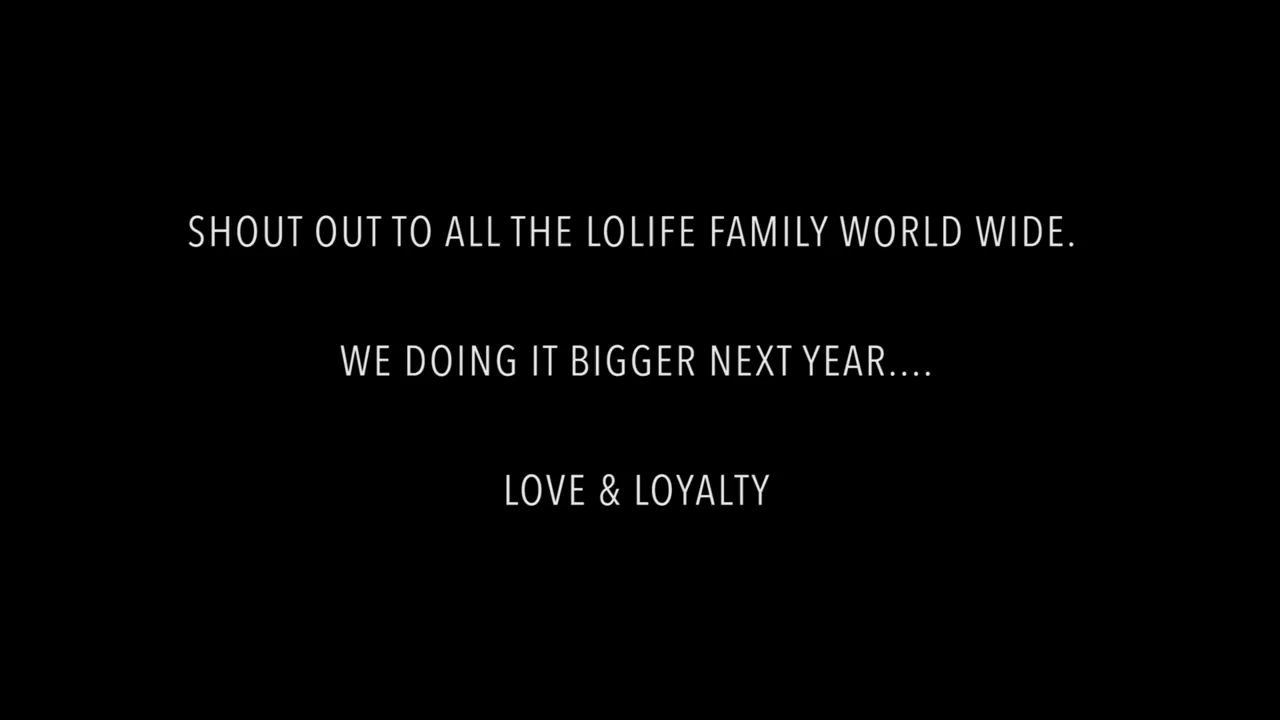 SHOUT OUT TO ALL THE LOLIFE FAMILY WORLD WIDE.
WE DOING IT BIGGER NEXT YEAR....
LOVE & LOYALTY